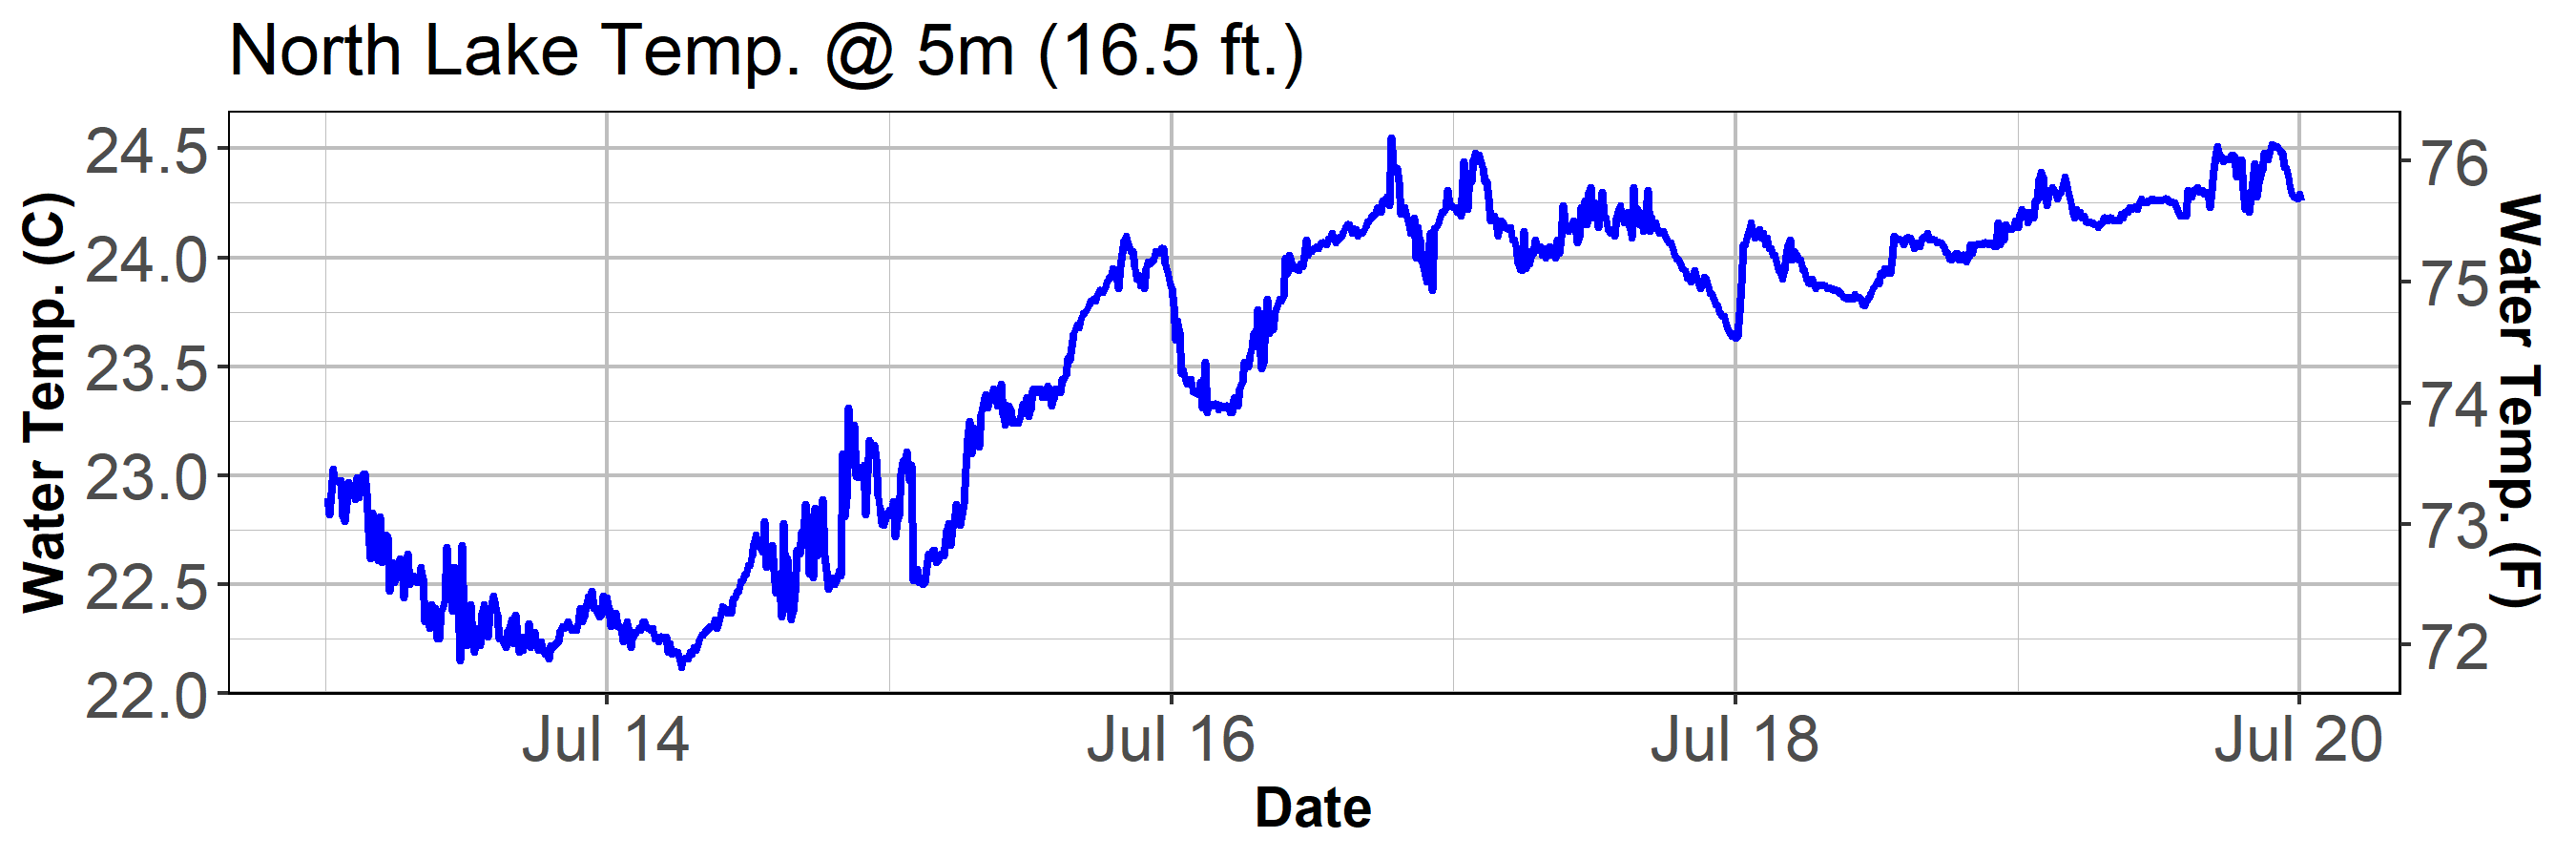 North Lake Temp. @ 5m (16.5 ft.)
Water Temp. (C)
24.5
24.0
23.5
23.0
22.5
22.0
76
75
74
73
72
Water Temp. (F)
Jul 14 Jul 16 Jul 18 Jul 20
Date